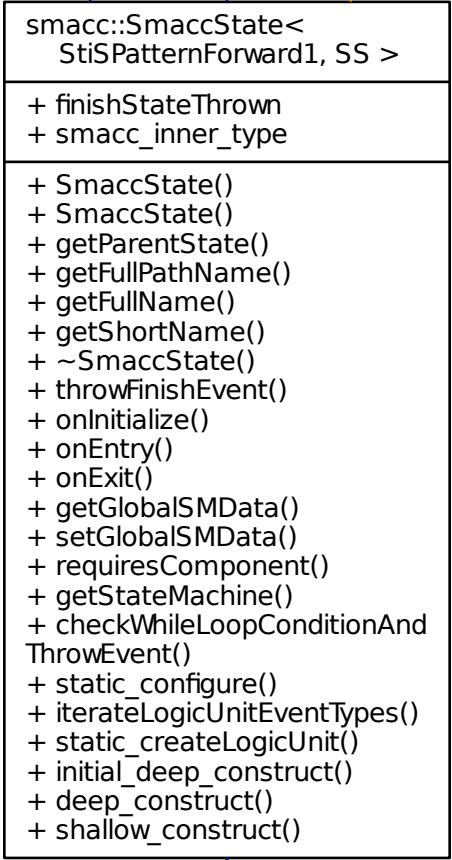 smacc::SmaccState<
StiSPatternForward1, SS >
+ finishStateThrown
+ smacc_inner_type
+ SmaccState()
+ SmaccState()
+ getParentState()
+ getFullPathName()
+ getFullName()
+ getShortName()
+ ~SmaccState()
+ throwFinishEvent()
+ onInitialize()
+ onEntry()
+ onExit()
+ getGlobalSMData()
+ setGlobalSMData()
+ requiresComponent()
+ getStateMachine()
+ checkWhileLoopConditionAnd
ThrowEvent()
+ static_configure()
+ iterateLogicUnitEventTypes()
+ static_createLogicUnit()
+ initial_deep_construct()
+ deep_construct()
+ shallow_construct()